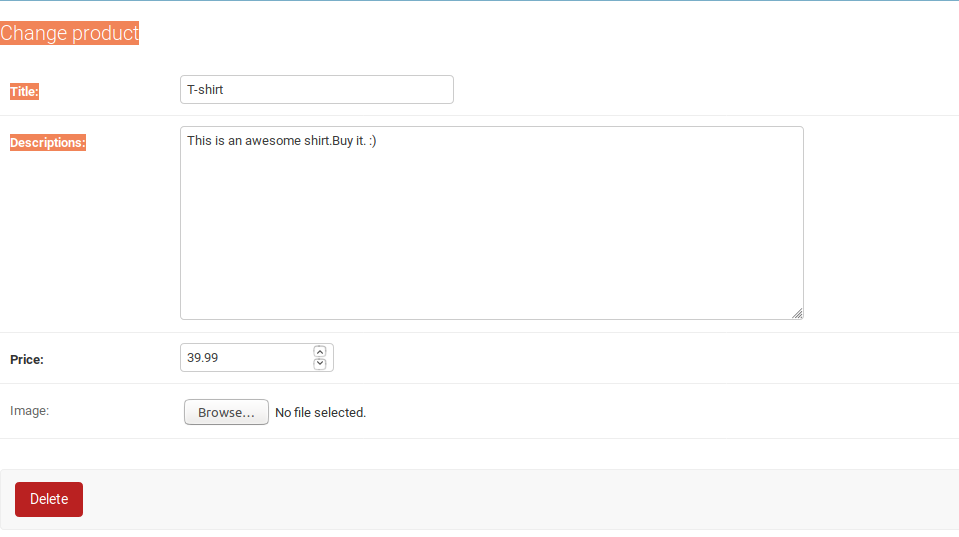 Change product
Title: T-shirt
Descriptions: This is an awesome shirt.Buy it. :)
Price: 39.99
Image: Browse... No file selected.
Delete